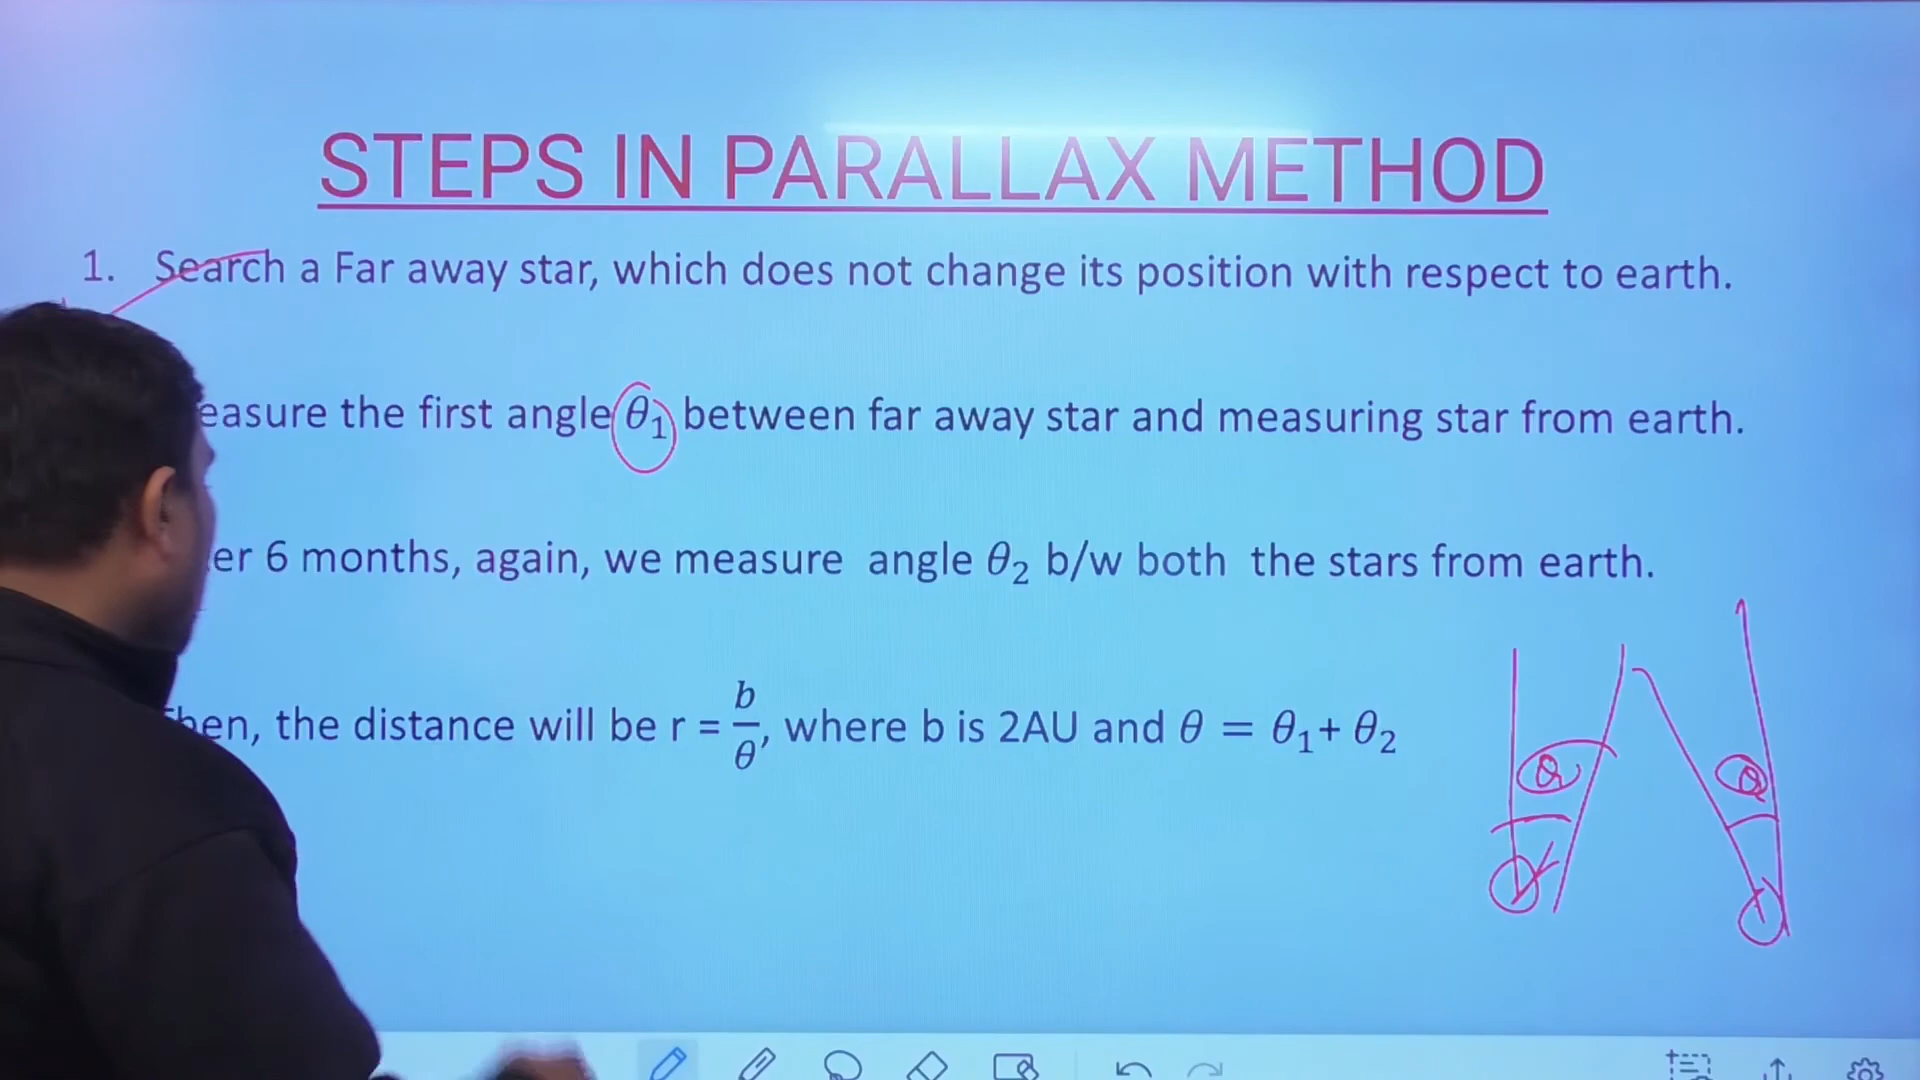 STEPS IN PARALLAX METHOD
1. Search a Far away star, which does not change its position with respect to earth.
easure the first angle θ₁ between far away star and measuring star from earth.
er 6 months, again, we measure angle θ₂ b/w both the stars from earth.
hen, the distance will be r = b/θ, where b is 2AU and θ = θ₁+ θ₂